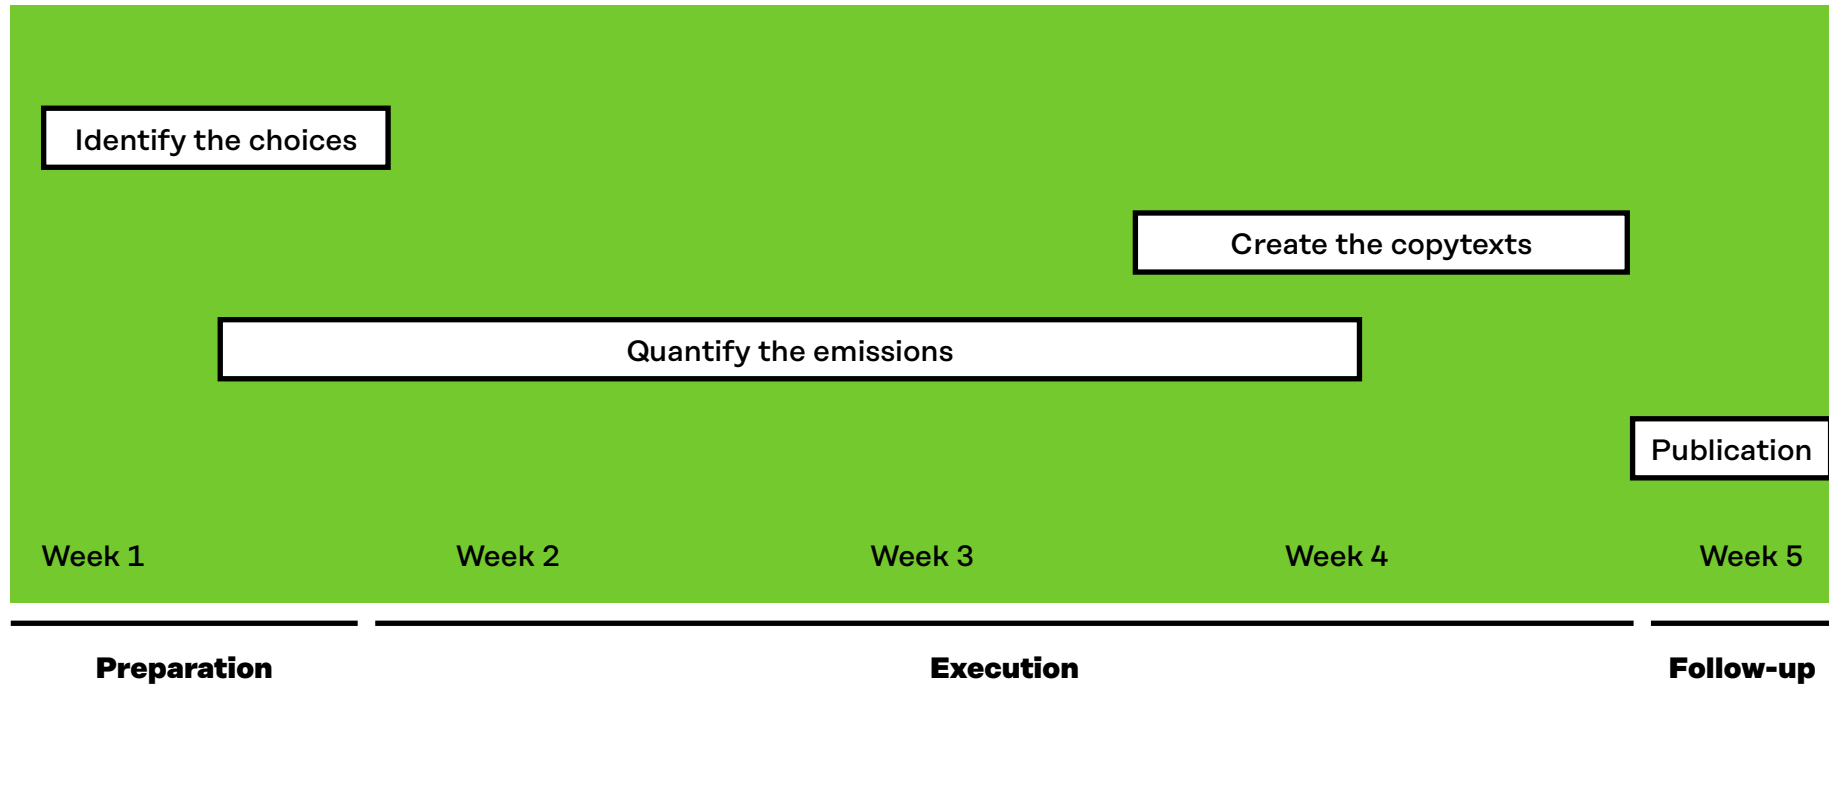 Identify the choices
Create the copytexts
Quantify the emissions
Publication
Week 1
Week 2
Week 3
Week 4
Week 5
Preparation
Execution
Follow-up